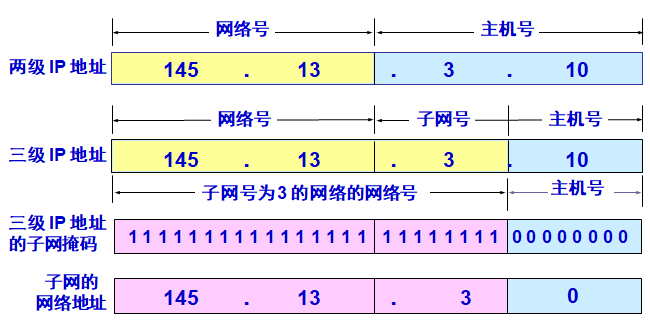 网络号 主机号
两级 IP 地址 145 . 13 . 3 . 10
网络号 子网号 主机号
三级 IP 地址 145 . 13 . 3 . 10
子网号为 3 的网络的网络号 主机号
三级 IP 地址
的子网掩码 1 1 1 1 1 1 1 1 1 1 1 1 1 1 1 1 1 1 1 1 1 1 1 1 0 0 0 0 0 0 0 0
子网的
网络地址 145 . 13 . 3 0